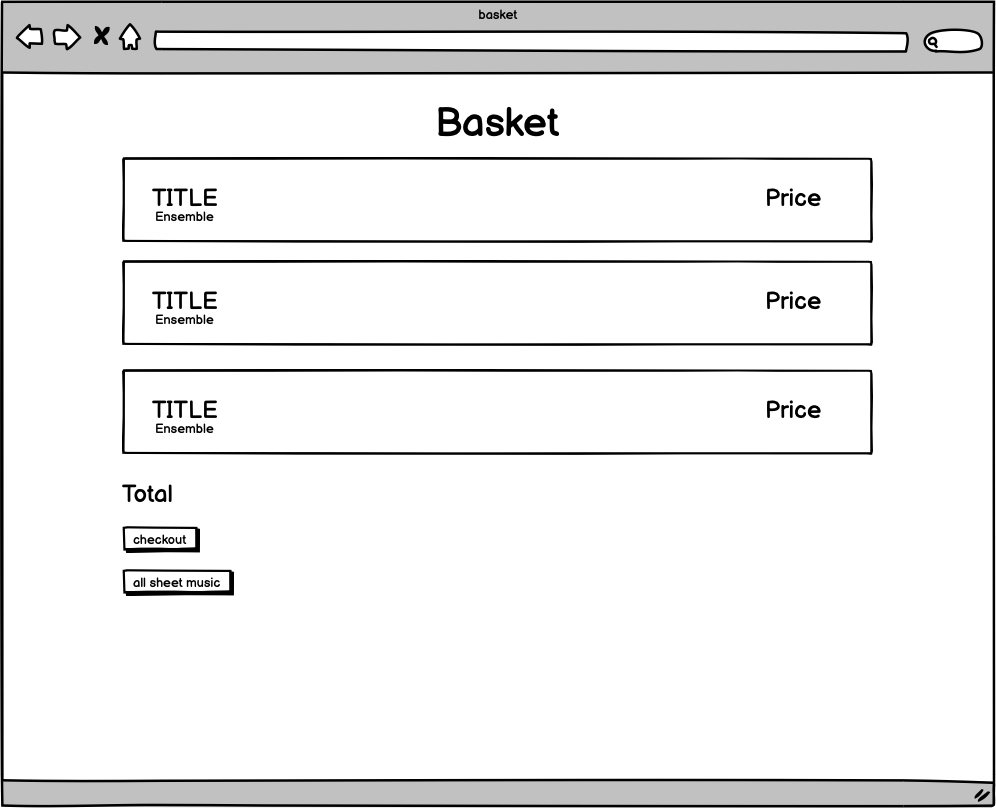 basket
Basket
TITLE Price
Ensemble
TITLE Price
Ensemble
TITLE Price
Ensemble
Total
checkout
all sheet music